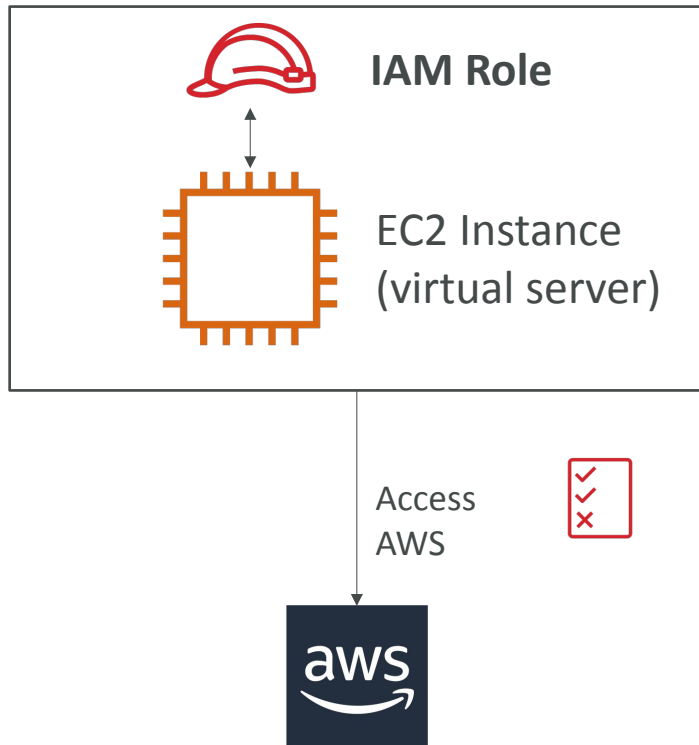 IAM Role
EC2 Instance
(virtual server)
Access
AWS
aws